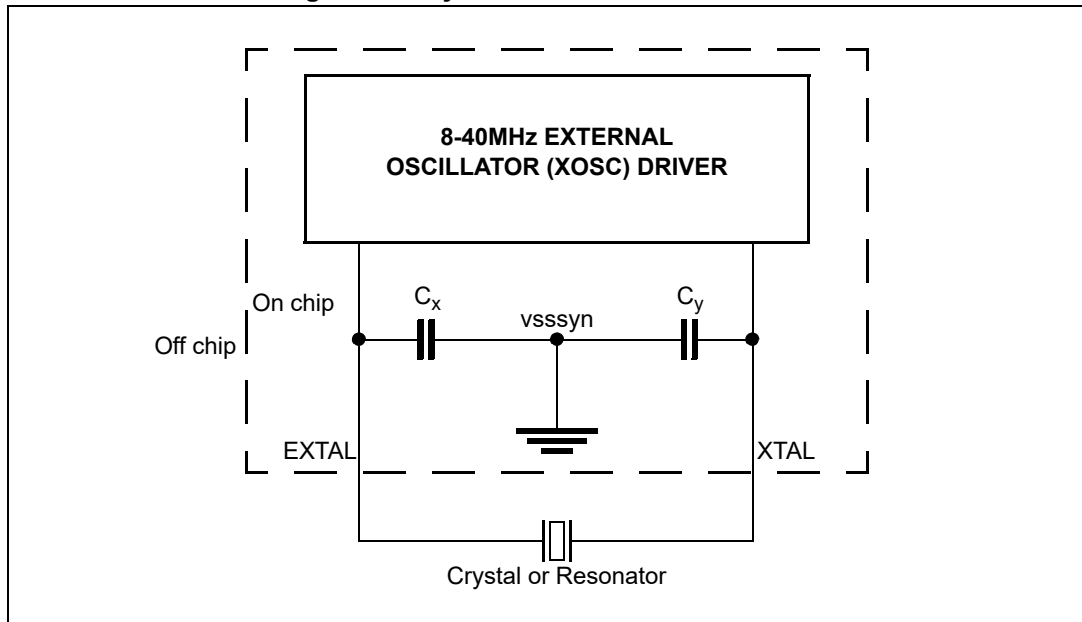 8-40MHz EXTERNAL
OSCILLATOR (XOSC) DRIVER
On chip
Cx
vsssyn
Cy
Off chip
EXTAL
XTAL
Crystal or Resonator